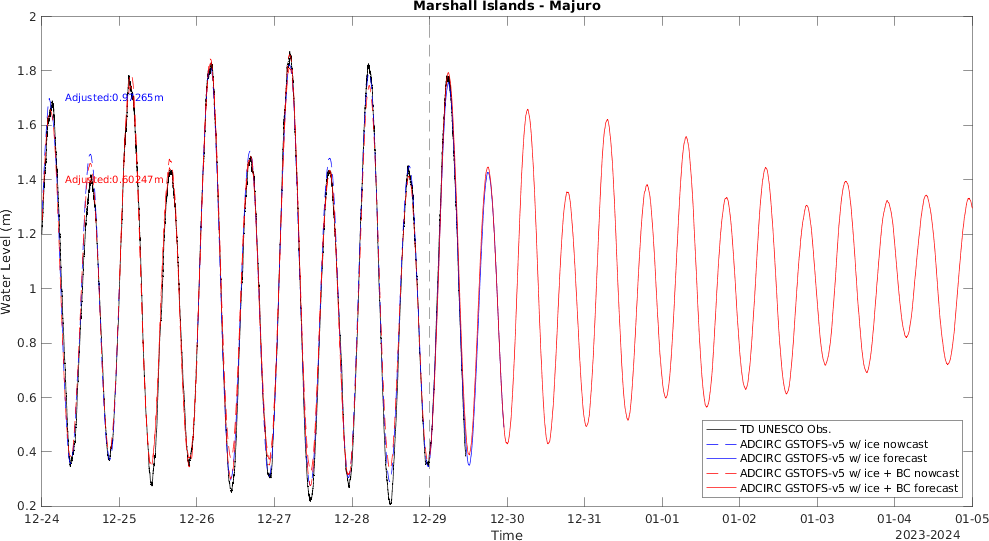 Marshall Islands - Majuro
Water Level (m)
2
1.8
1.6
1.4
1.2
1
0.8
0.6
0.4
0.2
Adjusted:0.97265m
Adjusted:0.60247m
TD UNESCO Obs.
ADCIRC GSTOFS-v5 w/ ice nowcast
ADCIRC GSTOFS-v5 w/ ice forecast
ADCIRC GSTOFS-v5 w/ ice + BC nowcast
ADCIRC GSTOFS-v5 w/ ice + BC forecast
12-24 12-25 12-26 12-27 12-28 12-29 12-30 12-31 01-01 01-02 01-03 01-04 01-05
Time
2023-2024